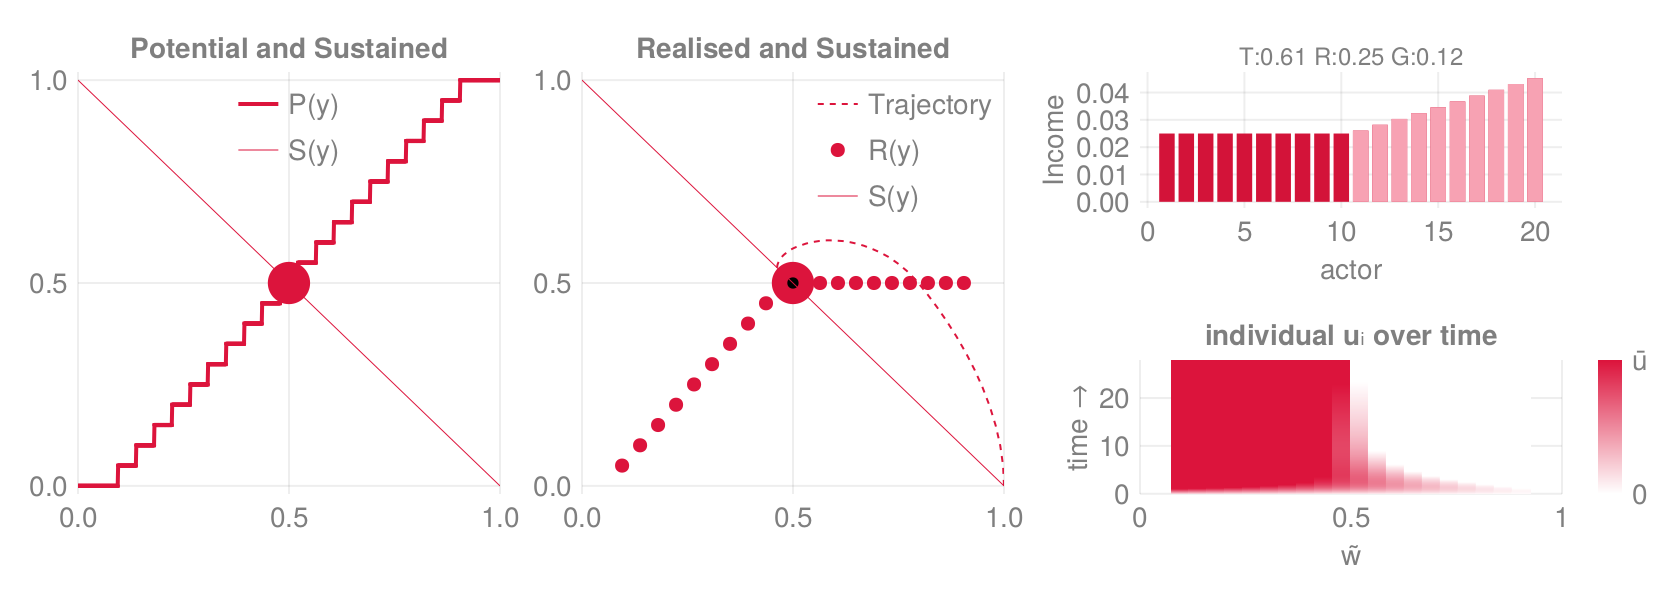 Potential and Sustained
1.0
0.5
0.0
P(y)
S(y)
0.0
0.5
1.0
Realised and Sustained
1.0
0.5
0.0
Trajectory
R(y)
S(y)
0.0
0.5
1.0
T:0.61 R:0.25 G:0.12
Income
0.04
0.03
0.02
0.01
0.00
0
5
10
15
20
actor
individual uᵢ over time
time →
20
10
0
0
0.5
1
w̃
ū
0